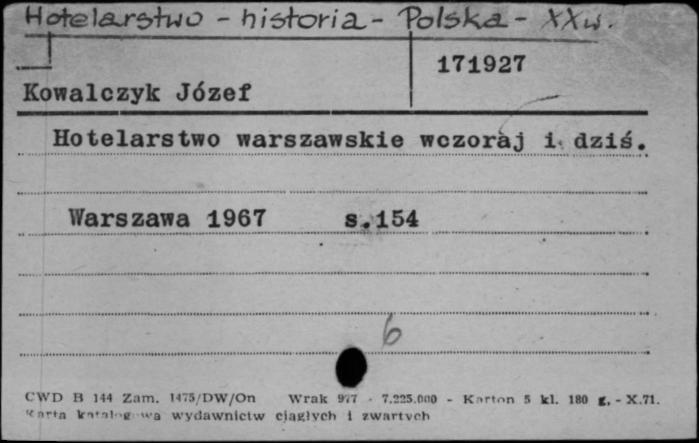 Hotelarstwo - historia - Polska - XXw.
171927
Kowalczyk Józef
Hotelarstwo warszawskie wczoraj i dziś.
Warszawa 1967 s.154
6
CWD B 144 Zam. 1475/DW/On Wrak 977 - 7.225.000 - Karton 5 kl. 180 g. - X.71.
Karta katalogowa wydawnictw ciągłych i zwartych